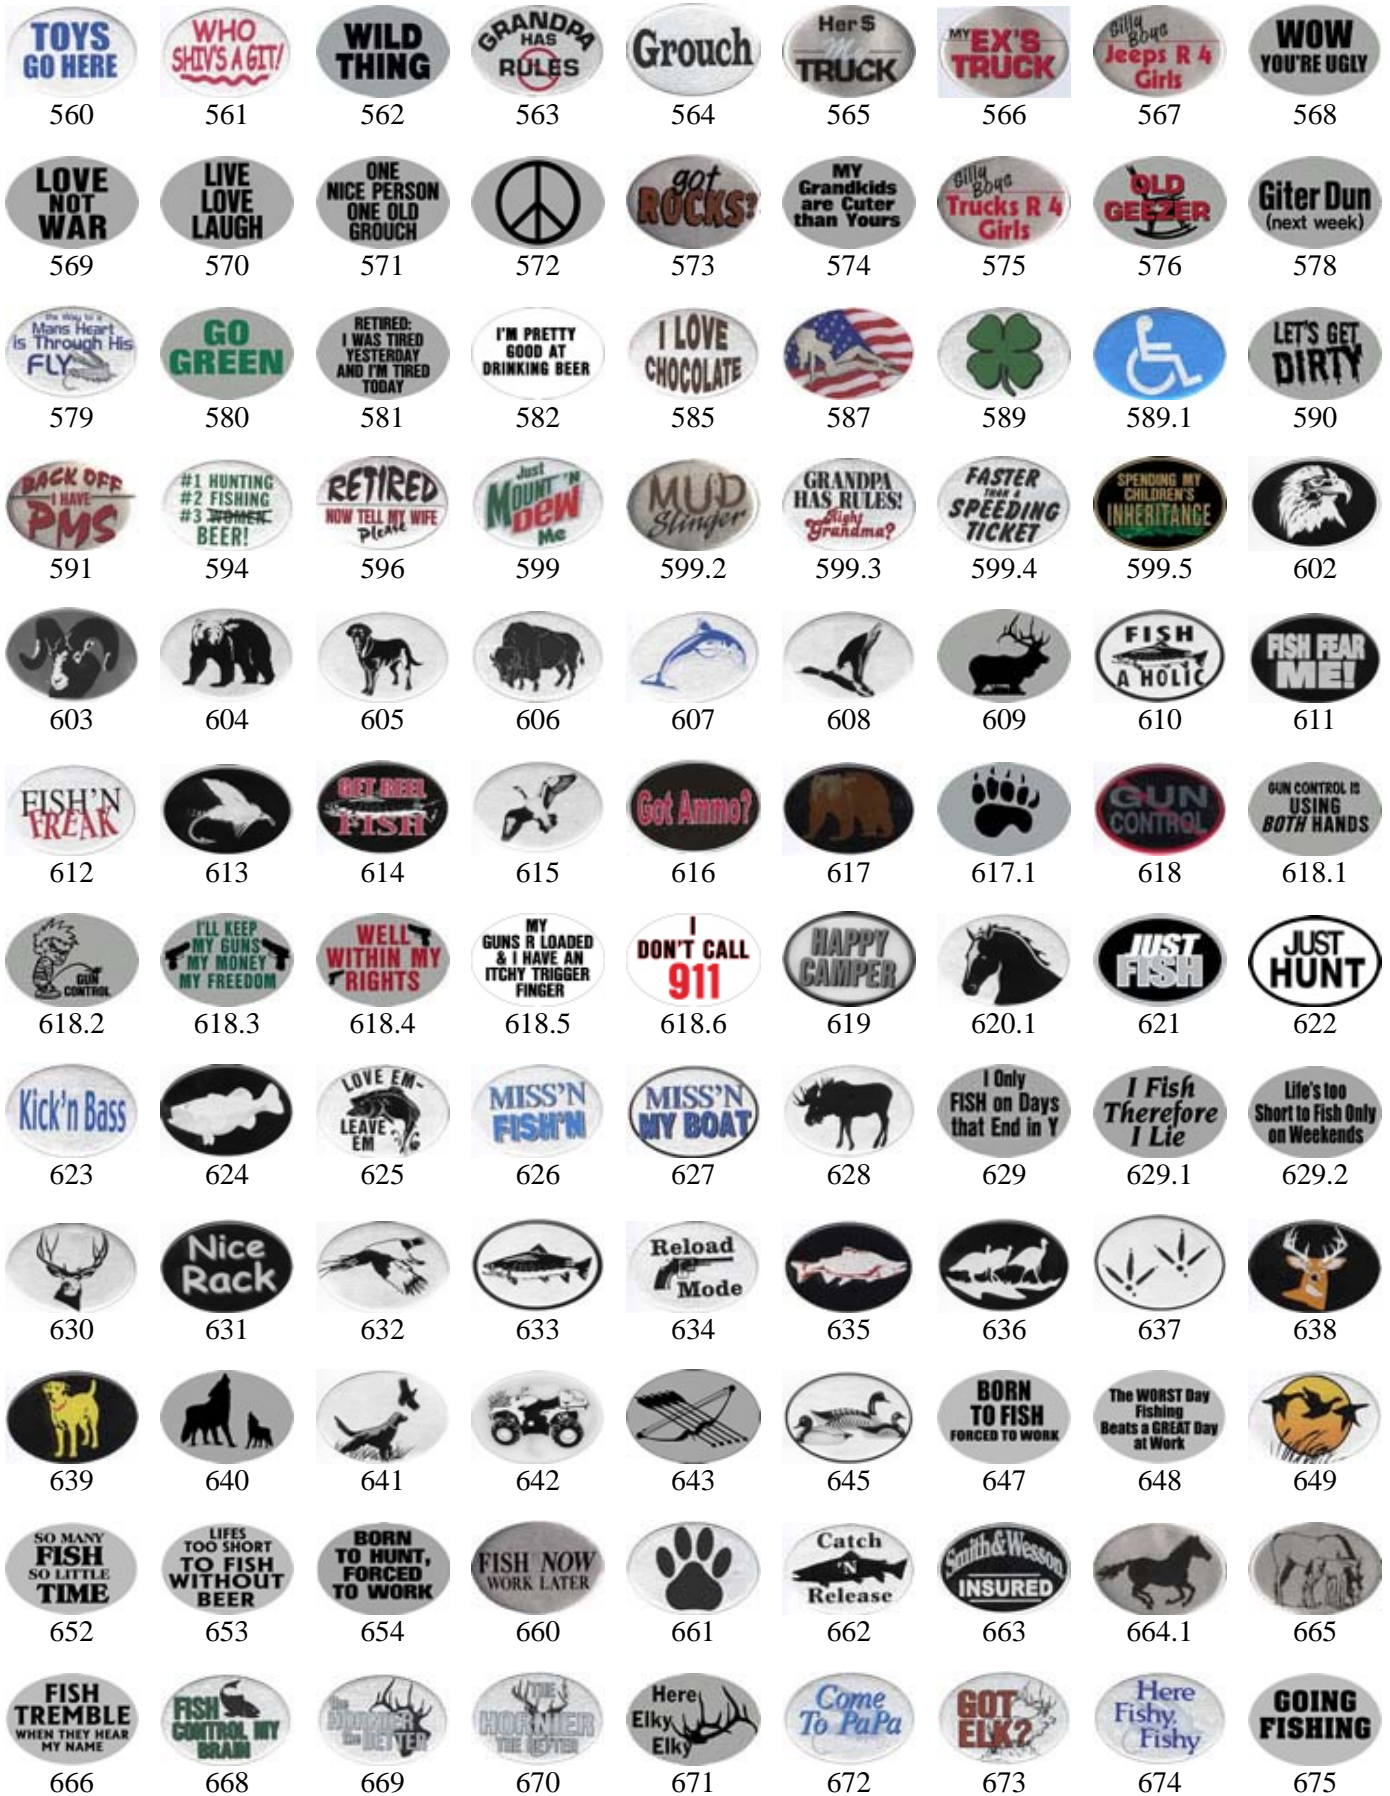 TOYS
GO HERE
WHO
SHIV'S A GIT!
WILD
THING
GRANDPA
HAS
RULES
Grouch
Her $
Me
TRUCK
MY
EX'S
TRUCK
Silly
Boys
Jeeps R 4
Girls
WOW
YOU'RE UGLY
560 561 562 563 564 565 566 567 568
LOVE
NOT
WAR
LIVE
LOVE
LAUGH
ONE
NICE PERSON
ONE OLD
GROUCH
got
ROCKS?
MY
Grandkids
are Cuter
than Yours
Silly
Boys
Trucks R 4
Girls
OLD
GEEZER
Giter Dun
(next week)
569 570 571 572 573 574 575 576 578
the Way to a
Mans Heart
is Through His
FLY
GO
GREEN
RETIRED:
I WAS TIRED
YESTERDAY
AND I'M TIRED
TODAY
I'M PRETTY
GOOD AT
DRINKING BEER
I LOVE
CHOCOLATE
LET'S GET
DIRTY
579 580 581 582 585 587 589 589.1 590
BACK OFF
I HAVE
PMS
#1 HUNTING
#2 FISHING
#3 WOMEN
BEER!
RETIRED
NOW TELL MY WIFE
Please
Just
MOUNT 'N
DEW
Me
MUD
Slinger
GRANDPA
HAS RULES!
Right
Grandma?
FASTER
THAN A
SPEEDING
TICKET
SPENDING MY
CHILDREN'S
INHERITANCE
591 594 596 599 599.2 599.3 599.4 599.5 602
FISH
A HOLIC
FISH FEAR
ME!
603 604 605 606 607 608 609 610 611
FISH'N
FREAK
GET REEL
FISH
Got Ammo?
GUN
CONTROL
GUN CONTROL IS
USING
BOTH HANDS
612 613 614 615 616 617 617.1 618 618.1
GUN
CONTROL
I'LL KEEP
MY GUNS
MY MONEY
MY FREEDOM
WELL
WITHIN MY
RIGHTS
MY
GUNS R LOADED
& I HAVE AN
ITCHY TRIGGER
FINGER
I
DON'T CALL
911
HAPPY
CAMPER
JUST
FISH
JUST
HUNT
618.2 618.3 618.4 618.5 618.6 619 620.1 621 622
Kick'n Bass
LOVE EM-
LEAVE
EM
MISS'N
FISH'N
MISS'N
MY BOAT
I Only
FISH on Days
that End in Y
I Fish
Therefore
I Lie
Life's too
Short to Fish Only
on Weekends
623 624 625 626 627 628 629 629.1 629.2
Nice
Rack
Reload
Mode
630 631 632 633 634 635 636 637 638
BORN
TO FISH
FORCED TO WORK
The WORST Day
Fishing
Beats a GREAT Day
at Work
639 640 641 642 643 645 647 648 649
SO MANY
FISH
SO LITTLE
TIME
LIFES
TOO SHORT
TO FISH
WITHOUT
BEER
BORN
TO HUNT,
FORCED
TO WORK
FISH NOW
WORK LATER
Catch
'N
Release
Smith & Wesson
INSURED
652 653 654 660 661 662 663 664.1 665
FISH
TREMBLE
WHEN THEY HEAR
MY NAME
FISH
CONTROL MY
BRAIN
the
HORNIER
the BETTER
THE
HORNIER
THE BETTER
Here
Elky
Elky
Come
To PaPa
GOT
ELK?
Here
Fishy,
Fishy
GOING
FISHING
666 668 669 670 671 672 673 674 675